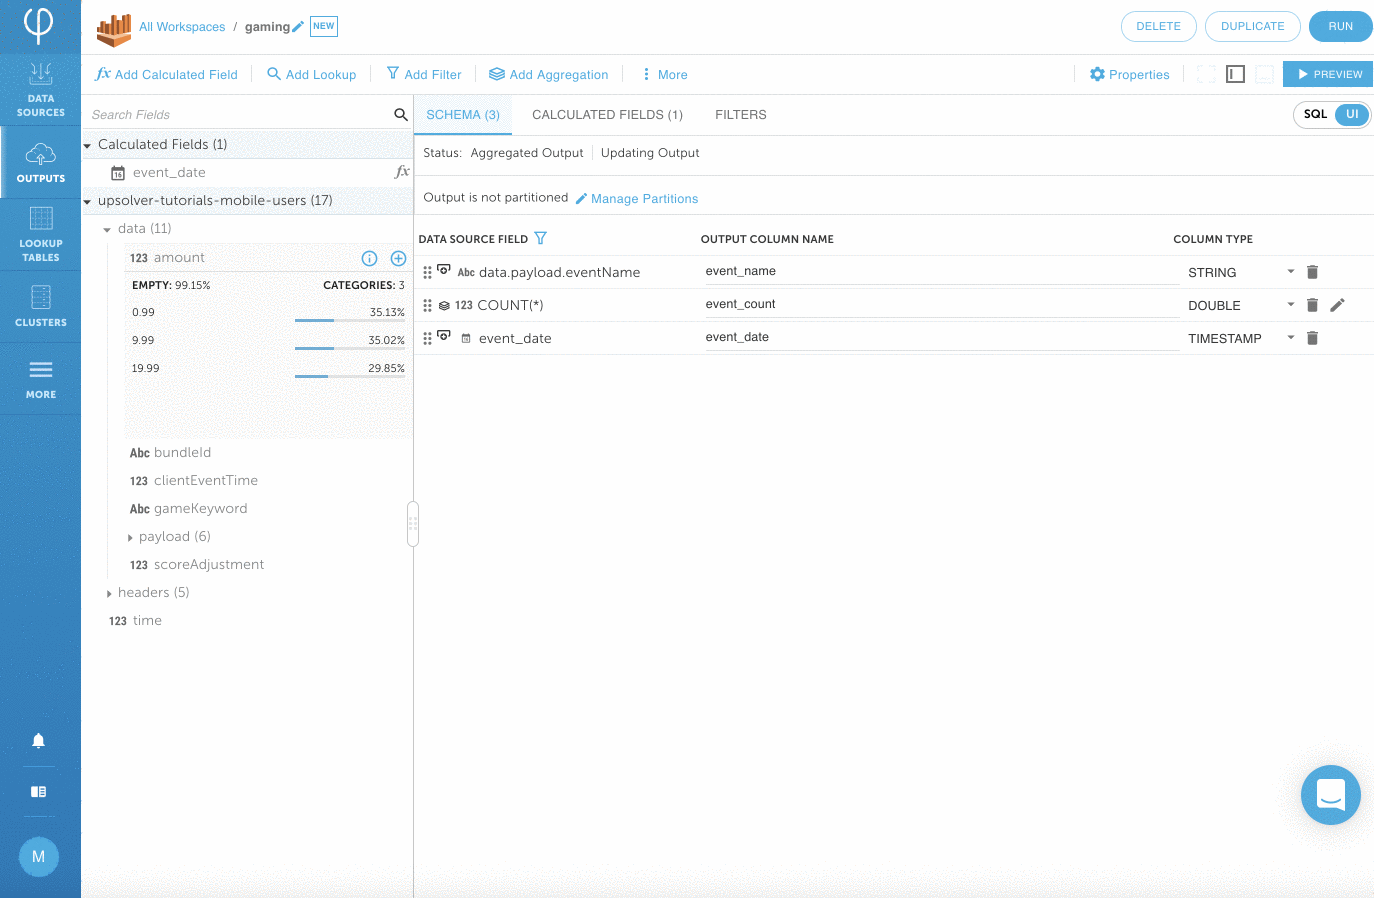 All Workspaces / gaming NEW
DELETE DUPLICATE RUN
fx Add Calculated Field Add Lookup Add Filter Add Aggregation More Properties PREVIEW
DATA SOURCES
OUTPUTS
LOOKUP TABLES
CLUSTERS
MORE
M
Search Fields
Calculated Fields (1)
16 event_date fx
upsolver-tutorials-mobile-users (17)
data (11)
123 amount
EMPTY: 99.15% CATEGORIES: 3
0.99 35.13%
9.99 35.02%
19.99 29.85%
Abc bundleId
123 clientEventTime
Abc gameKeyword
payload (6)
123 scoreAdjustment
headers (5)
123 time
SCHEMA (3) CALCULATED FIELDS (1) FILTERS SQL UI
Status: Aggregated Output Updating Output
Output is not partitioned Manage Partitions
DATA SOURCE FIELD OUTPUT COLUMN NAME COLUMN TYPE
Abc data.payload.eventName event_name STRING
123 COUNT(*) event_count DOUBLE
event_date event_date TIMESTAMP